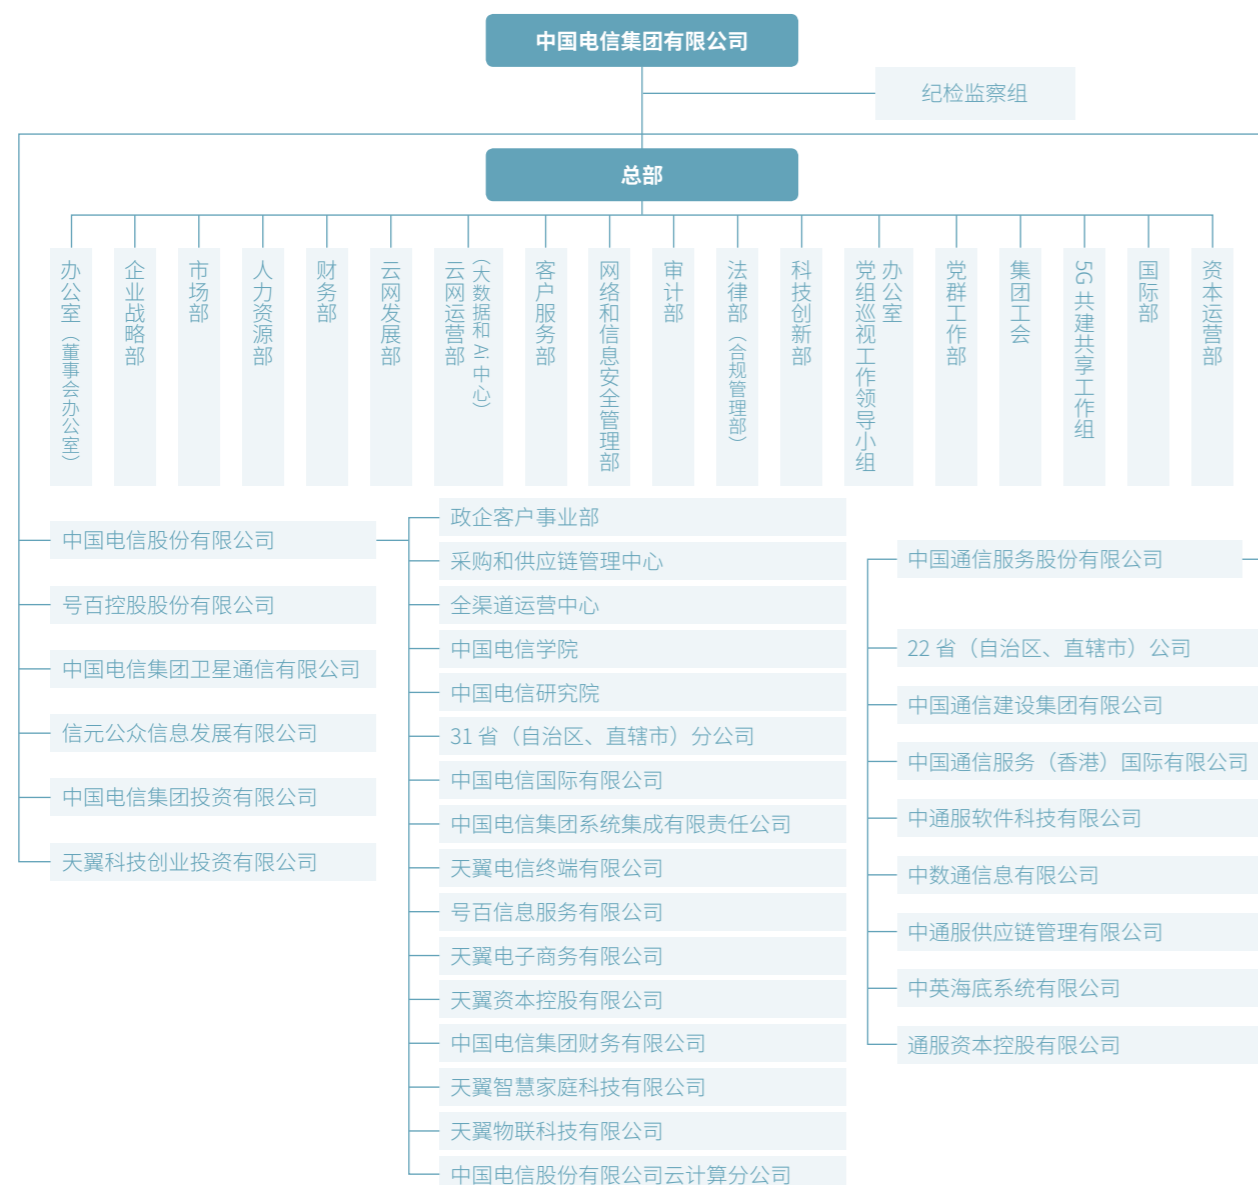 中国电信集团有限公司
纪检监察组
总部
办公室（董事会办公室）
企业战略部
市场部
人力资源部
财务部
云网发展部
云网运营部
（大数据和 Ai 中心）
客户服务部
网络和信息安全管理部
审计部
法律部（合规管理部）
科技创新部
党组巡视工作领导小组
办公室
党群工作部
集团工会
5G 共建共享工作组
国际部
资本运营部
中国电信股份有限公司
号百控股股份有限公司
中国电信集团卫星通信有限公司
信元公众信息发展有限公司
中国电信集团投资有限公司
天翼科技创业投资有限公司
政企客户事业部
采购和供应链管理中心
全渠道运营中心
中国电信学院
中国电信研究院
31 省（自治区、直辖市）分公司
中国电信国际有限公司
中国电信集团系统集成有限责任公司
天翼电信终端有限公司
号百信息服务有限公司
天翼电子商务有限公司
天翼资本控股有限公司
中国电信集团财务有限公司
天翼智慧家庭科技有限公司
天翼物联科技有限公司
中国电信股份有限公司云计算分公司
中国通信服务股份有限公司
22 省（自治区、直辖市）公司
中国通信建设集团有限公司
中国通信服务（香港）国际有限公司
中通服软件科技有限公司
中数通信息有限公司
中通服供应链管理有限公司
中英海底系统有限公司
通服资本控股有限公司